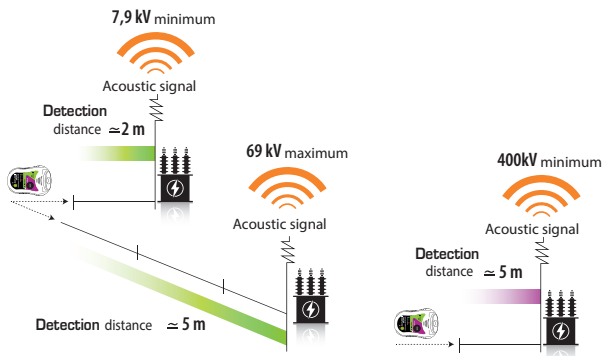 7,9 kV minimum
Acoustic signal
Detection
distance ≃2 m
69 kV maximum
Acoustic signal
Detection distance ≃ 5 m
400kV minimum
Acoustic signal
Detection
distance ≃ 5 m